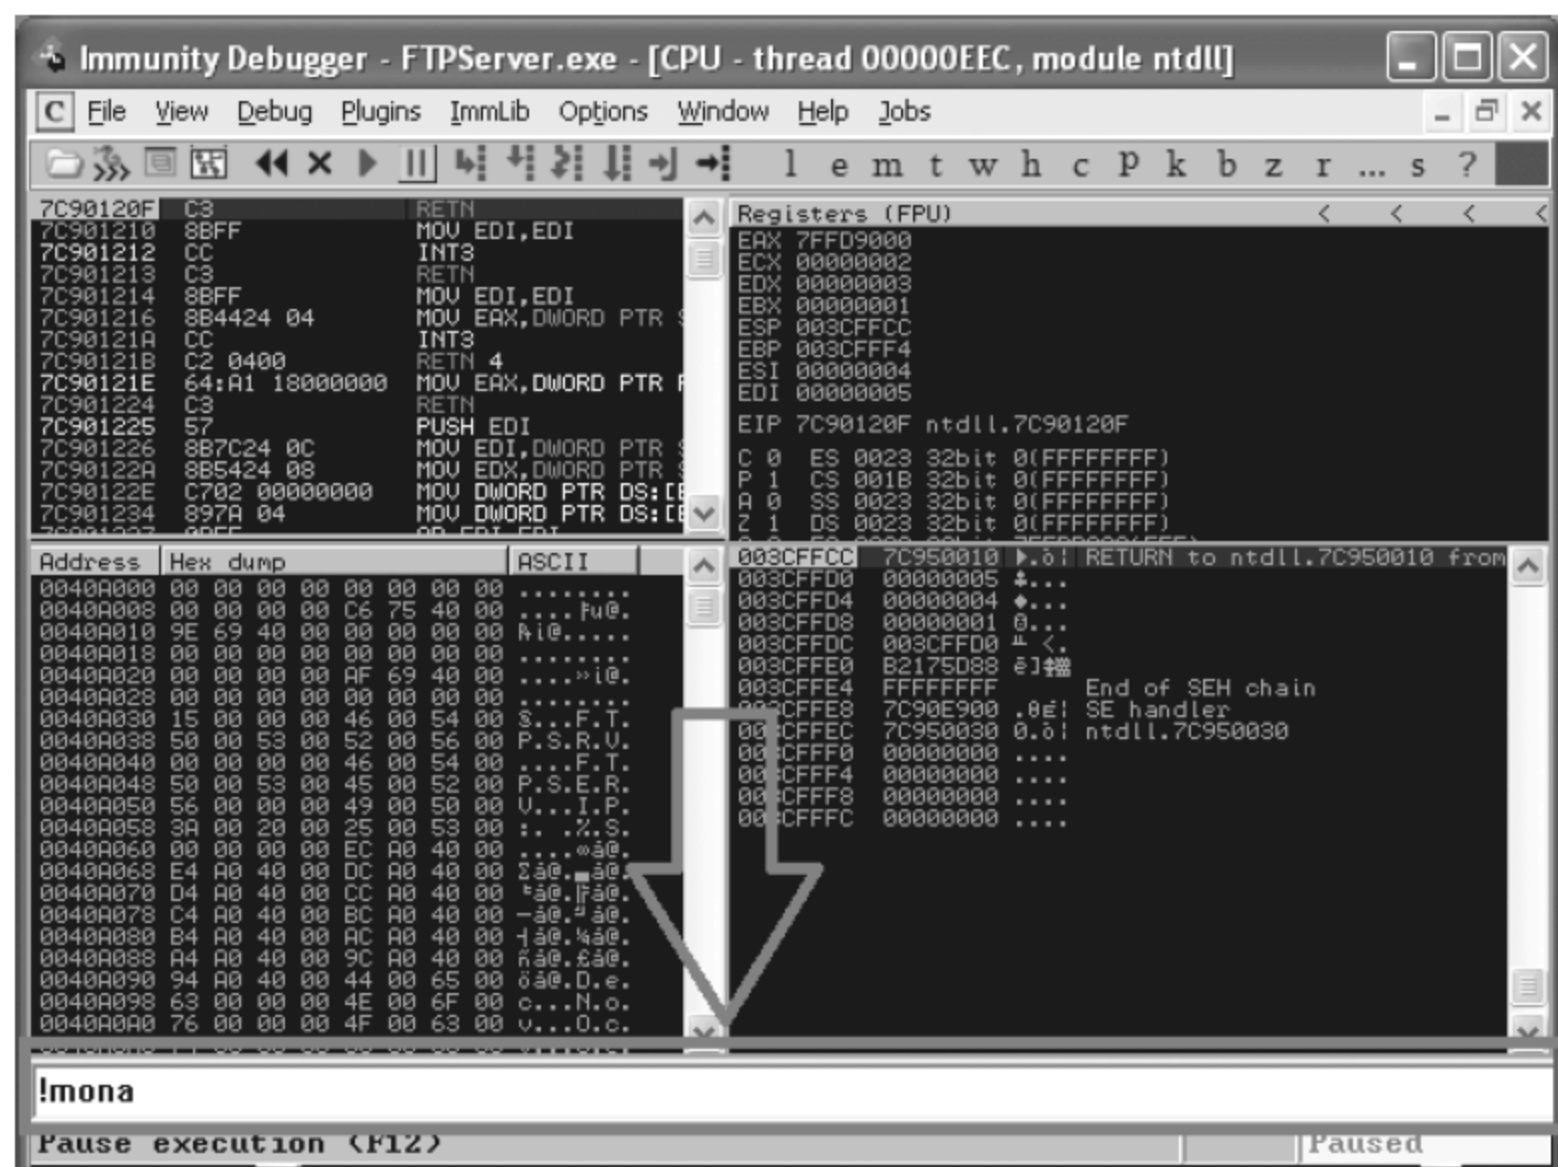 Immunity Debugger - FTPServer.exe - [CPU - thread 00000EEC, module ntdll]
C File View Debug Plugins ImmLib Options Window Help Jobs
l e m t w h c P k b z r ... s ?
7C90120F C3 RETN
7C901210 8BFF MOV EDI,EDI
7C901212 CC INT3
7C901213 C3 RETN
7C901214 8BFF MOV EDI,EDI
7C901216 8B4424 04 MOV EAX,DWORD PTR
7C90121A CC INT3
7C90121B C2 0400 RETN 4
7C90121E 64:A1 18000000 MOV EAX,DWORD PTR
7C901224 C3 RETN
7C901225 57 PUSH EDI
7C901226 8B7C24 0C MOV EDI,DWORD PTR
7C90122A 8B5424 08 MOV EDX,DWORD PTR
7C90122E C702 00000000 MOV DWORD PTR DS:[
7C901234 897A 04 MOV DWORD PTR DS:[
Registers (FPU) < < < <
EAX 7FFD9000
ECX 00000002
EDX 00000003
EBX 00000001
ESP 003CFFCC
EBP 003CFFF4
ESI 00000004
EDI 00000005
EIP 7C90120F ntdll.7C90120F
C 0 ES 0023 32bit 0(FFFFFFFF)
P 1 CS 001B 32bit 0(FFFFFFFF)
A 0 SS 0023 32bit 0(FFFFFFFF)
Z 1 DS 0023 32bit 0(FFFFFFFF)
Address Hex dump ASCII
0040A000 00 00 00 00 00 00 00 00 ........
0040A008 00 00 00 00 C6 75 40 00 ....╞u@.
0040A010 9E 69 40 00 00 00 00 00 ₧i@.....
0040A018 00 00 00 00 00 00 00 00 ........
0040A020 00 00 00 00 AF 69 40 00 ....»i@.
0040A028 00 00 00 00 00 00 00 00 ........
0040A030 15 00 00 00 46 00 54 00 §...F.T.
0040A038 50 00 53 00 52 00 56 00 P.S.R.V.
0040A040 00 00 00 00 46 00 54 00 ....F.T.
0040A048 50 00 53 00 45 00 52 00 P.S.E.R.
0040A050 56 00 00 00 49 00 50 00 V...I.P.
0040A058 3A 00 20 00 25 00 53 00 :. .%.S.
0040A060 00 00 00 00 EC A0 40 00 ....∞á@.
0040A068 E4 A0 40 00 DC A0 40 00 Σá@.▄á@.
0040A070 D4 A0 40 00 CC A0 40 00 ╘á@.╠á@.
0040A078 C4 A0 40 00 BC A0 40 00 ─á@.╝á@.
0040A080 B4 A0 40 00 AC A0 40 00 ┤á@.¼á@.
0040A088 A4 A0 40 00 9C A0 40 00 ñá@.£á@.
0040A090 94 A0 40 00 44 00 65 00 öá@.D.e.
0040A098 63 00 00 00 4E 00 6F 00 c...N.o.
0040A0A0 76 00 00 00 4F 00 63 00 v...O.c.
003CFFCC 7C950010 ►.ò¦ RETURN to ntdll.7C950010 from
003CFFD0 00000005 ♣...
003CFFD4 00000004 ♦...
003CFFD8 00000001 ☺...
003CFFDC 003CFFD0 ╨ <.
003CFFE0 B2175D88 ê]↨▓
003CFFE4 FFFFFFFF End of SEH chain
003CFFE8 7C90E900 .θÉ¦ SE handler
003CFFEC 7C950030 0.ò¦ ntdll.7C950030
003CFFF0 00000000 ....
003CFFF4 00000000 ....
003CFFF8 00000000 ....
003CFFFC 00000000 ....
!mona
Pause execution (F12) Paused